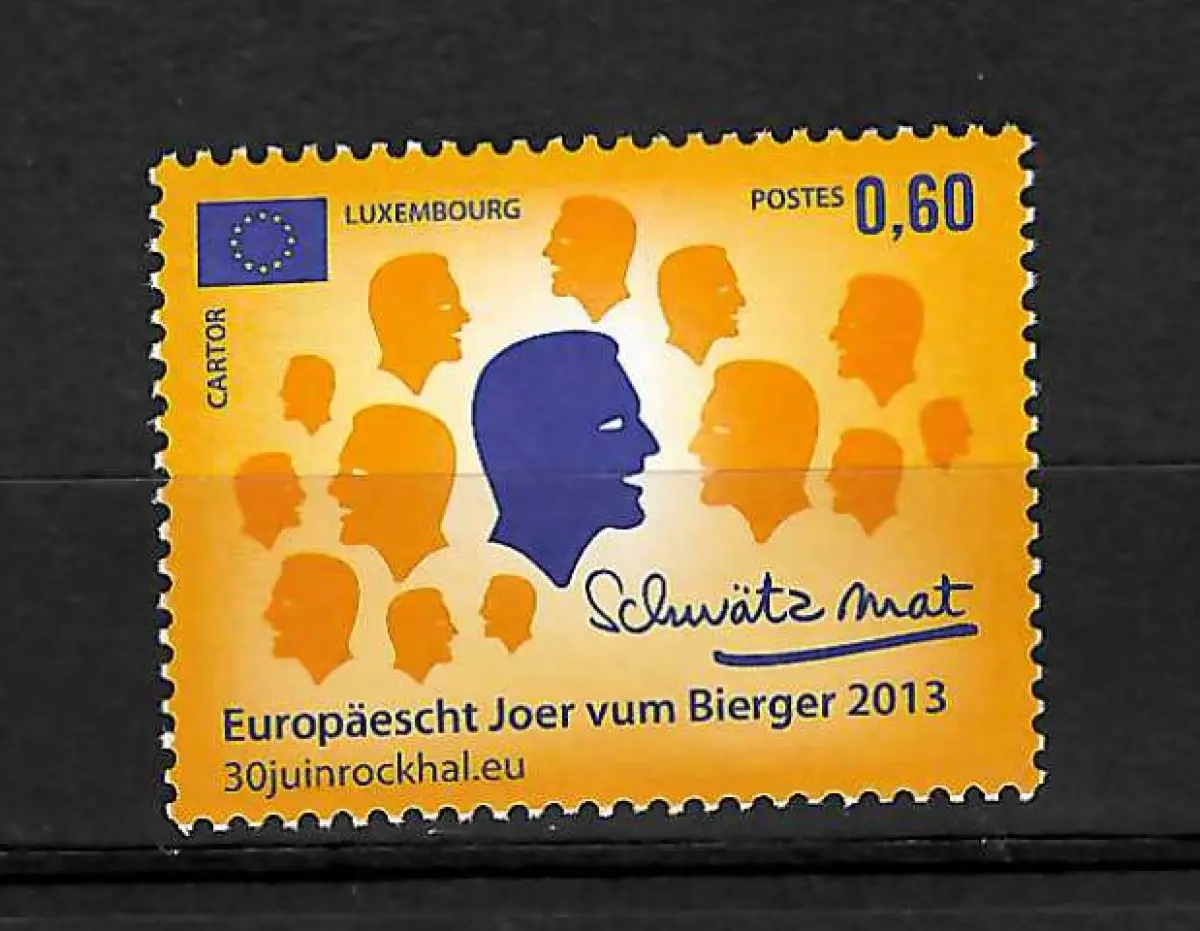 LUXEMBOURG
POSTES 0,60
CARTOR
Schwätz mat
Europäescht Joer vum Bierger 2013
30juinrockhal.eu